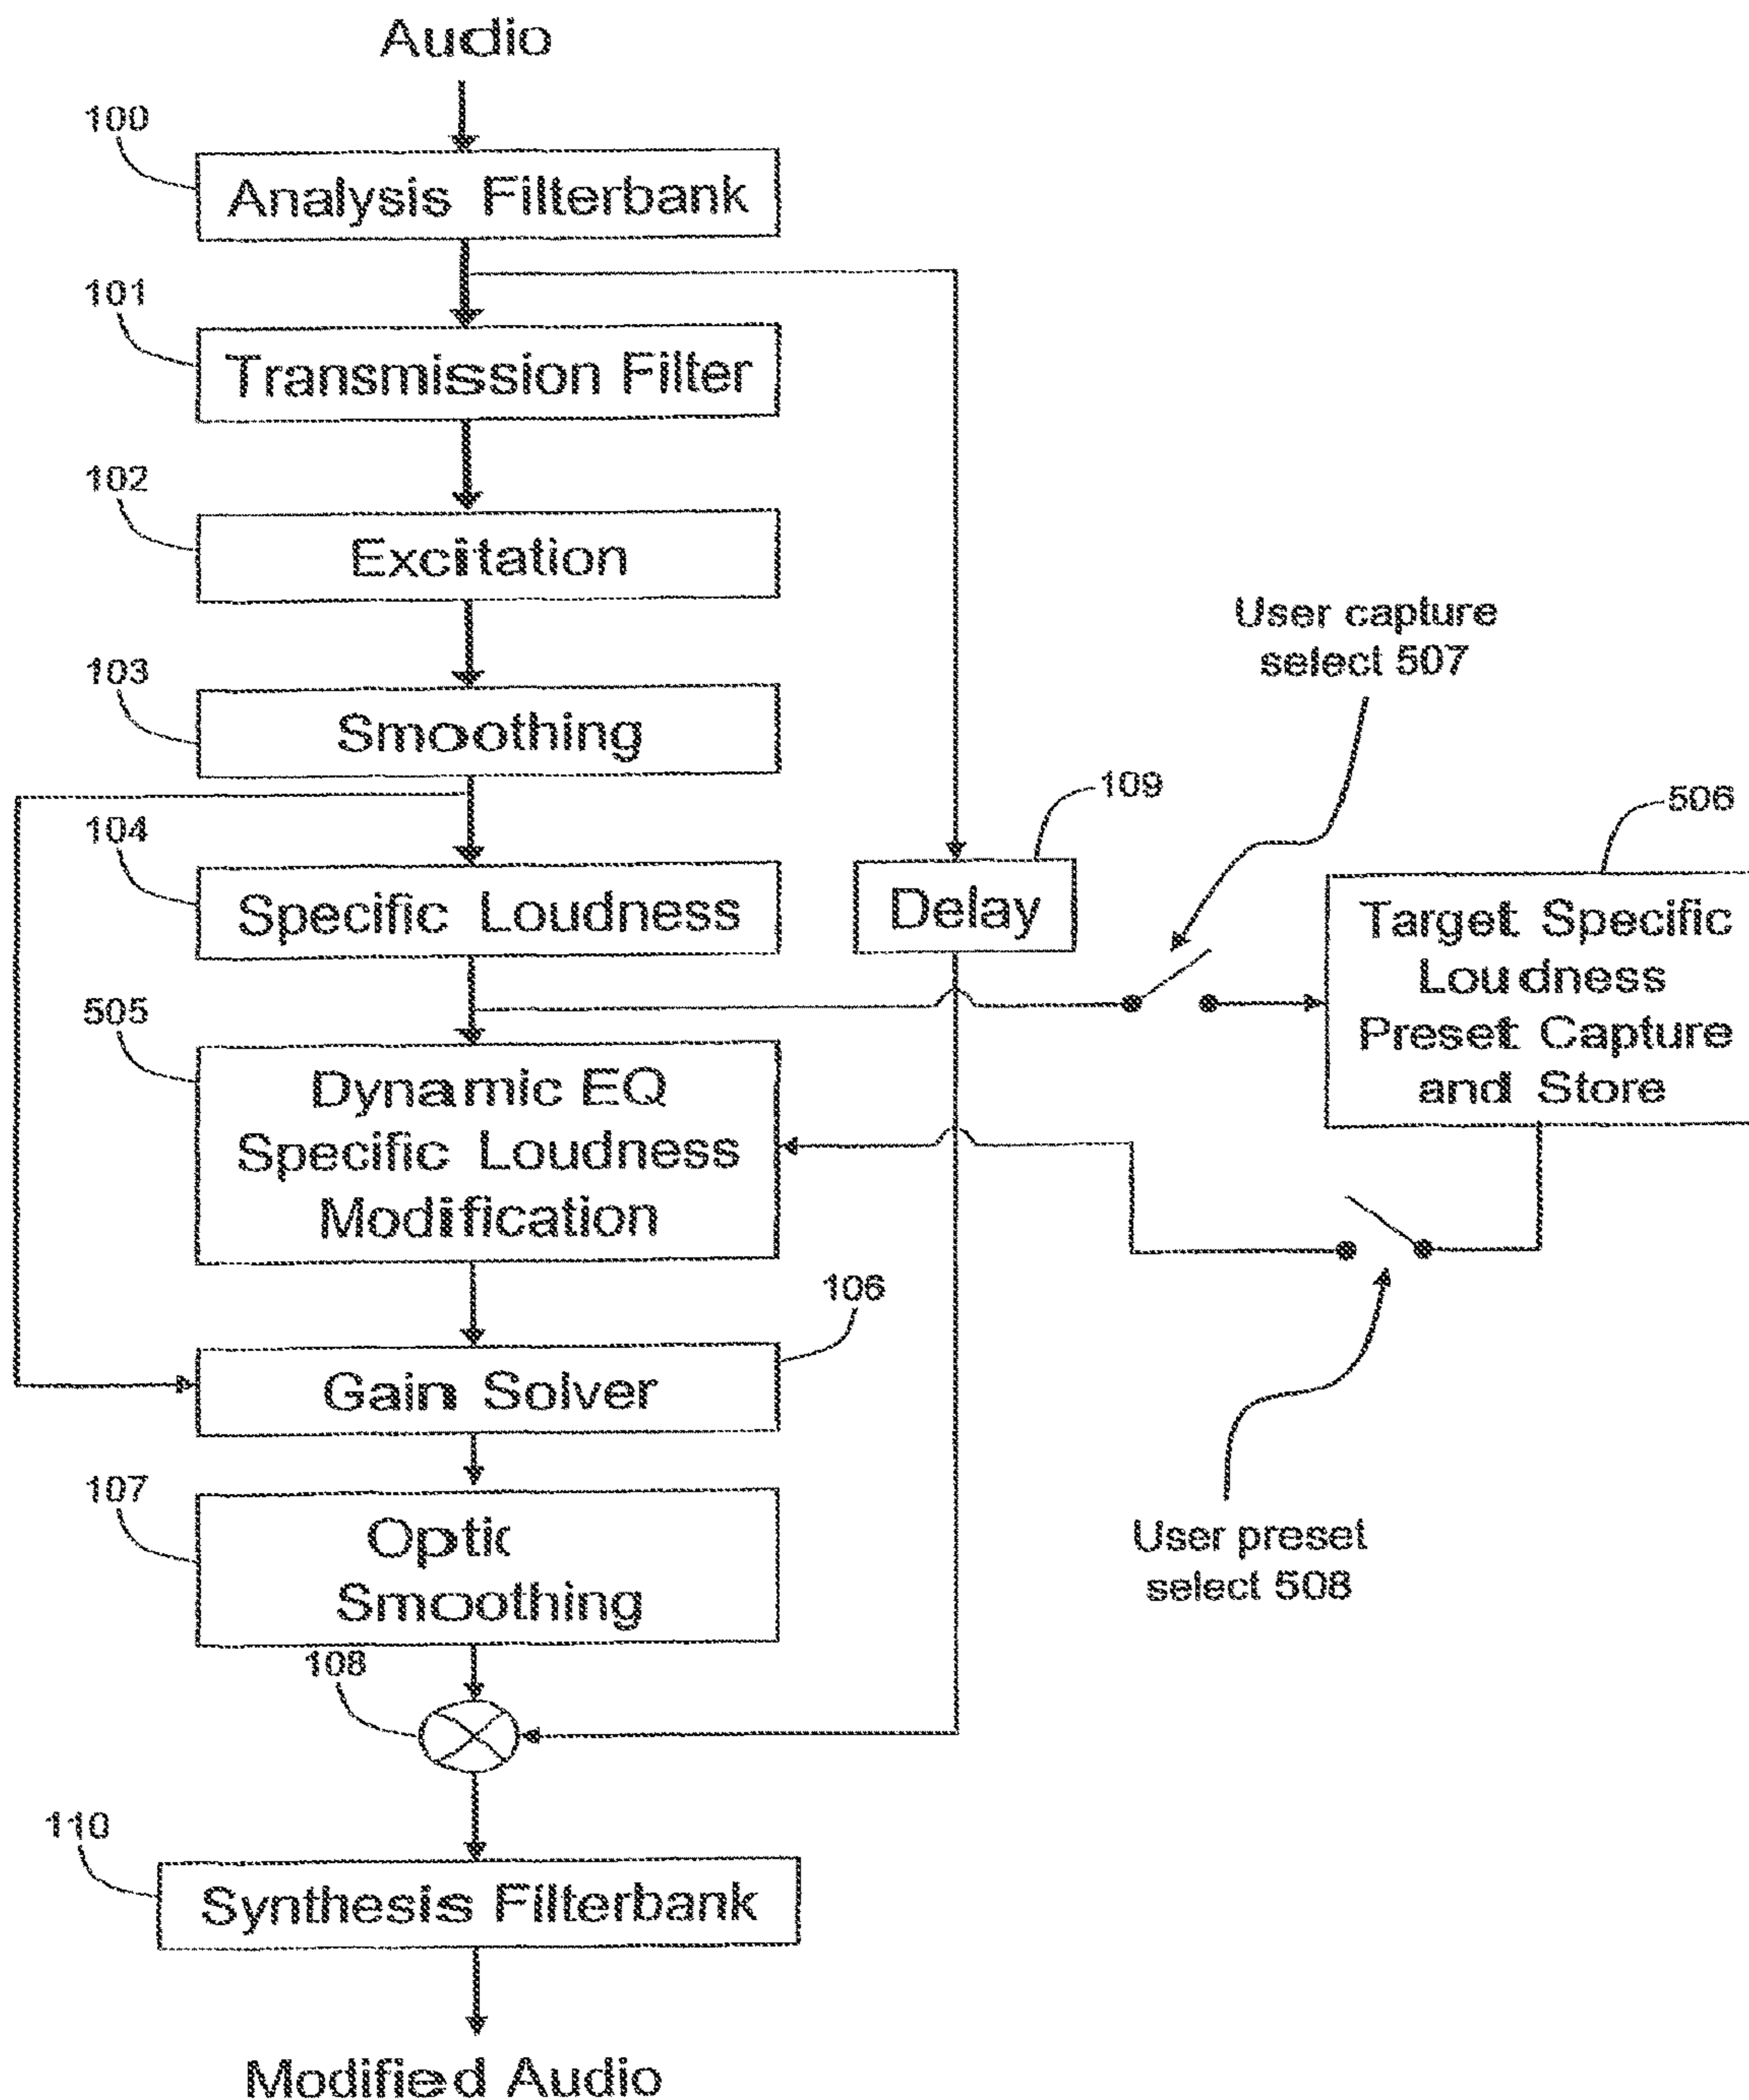 Audio
100
Analysis Filterbank
101
Transmission Filter
102
Excitation
103
Smoothing
104
Specific Loudness
109
Delay
User capture
select 507
506
Target Specific
Loudness
Preset Capture
and Store
505
Dynamic EQ
Specific Loudness
Modification
106
Gain Solver
User preset
select 508
107
Optic
Smoothing
108
110
Synthesis Filterbank
Modified Audio